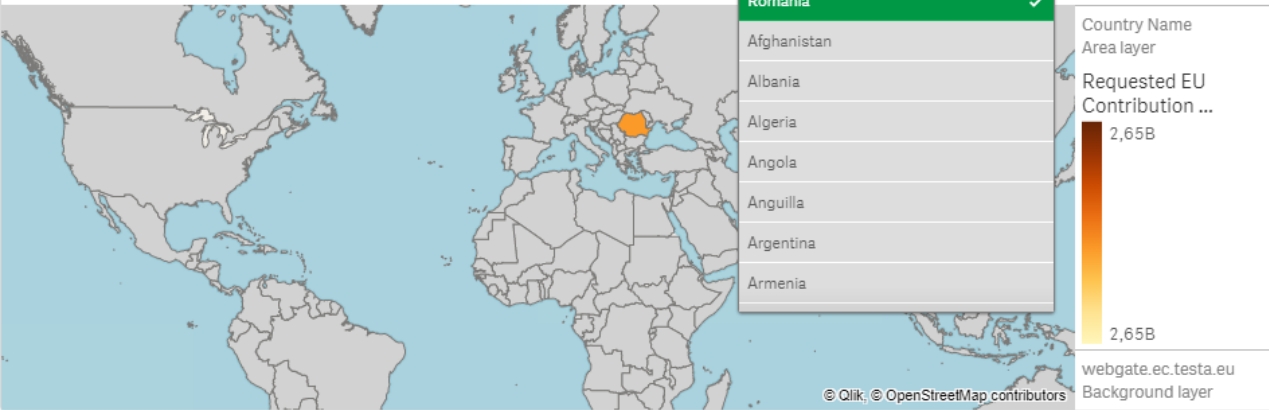 Romania
Afghanistan
Albania
Algeria
Angola
Anguilla
Argentina
Armenia
Country Name
Area layer
Requested EU
Contribution ...
2,65B
2,65B
webgate.ec.testa.eu
Background layer
© Qlik, © OpenStreetMap contributors